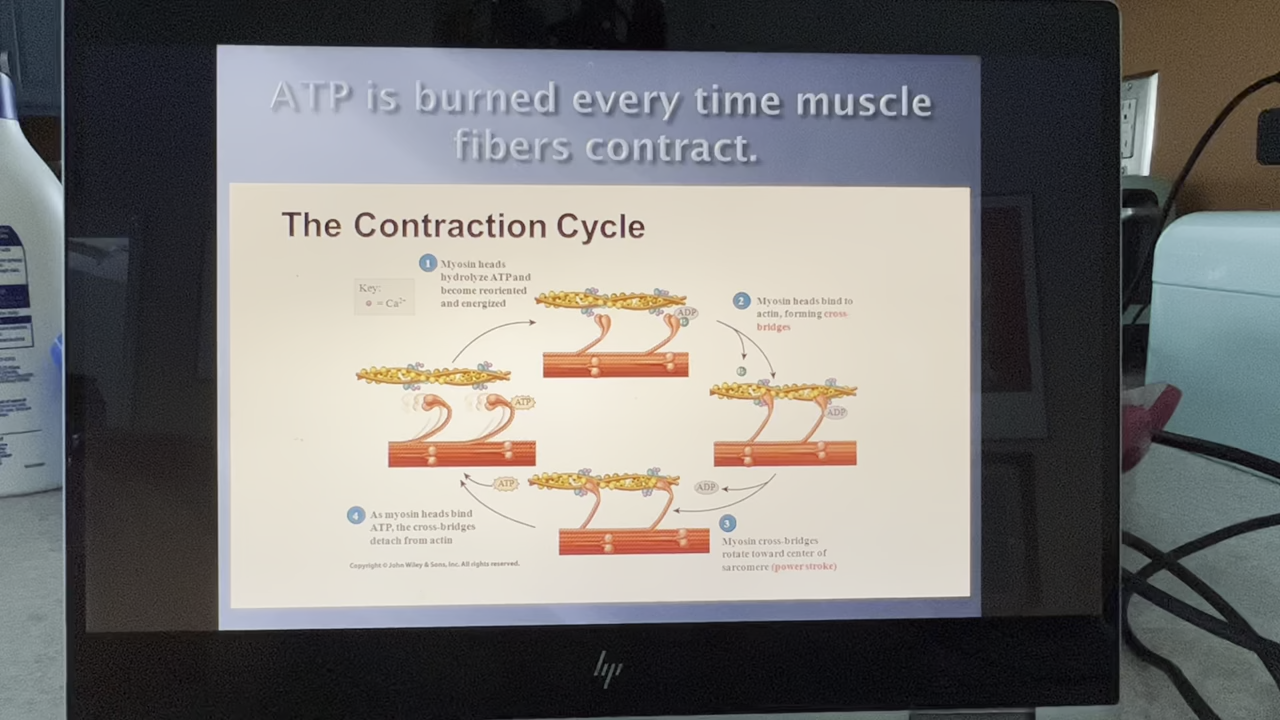 ATP is burned every time muscle
fibers contract.
The Contraction Cycle
1 Myosin heads
hydrolyze ATP and
become reoriented
and energized
Key:
= Ca2+
ADP
2 Myosin heads bind to
actin, forming cross-
bridges
ATP
ADP
ATP
ADP
4 As myosin heads bind
ATP, the cross-bridges
detach from actin
3
Myosin cross-bridges
rotate toward center of
sarcomere (power stroke)
Copyright © John Wiley & Sons, Inc. All rights reserved.
hp